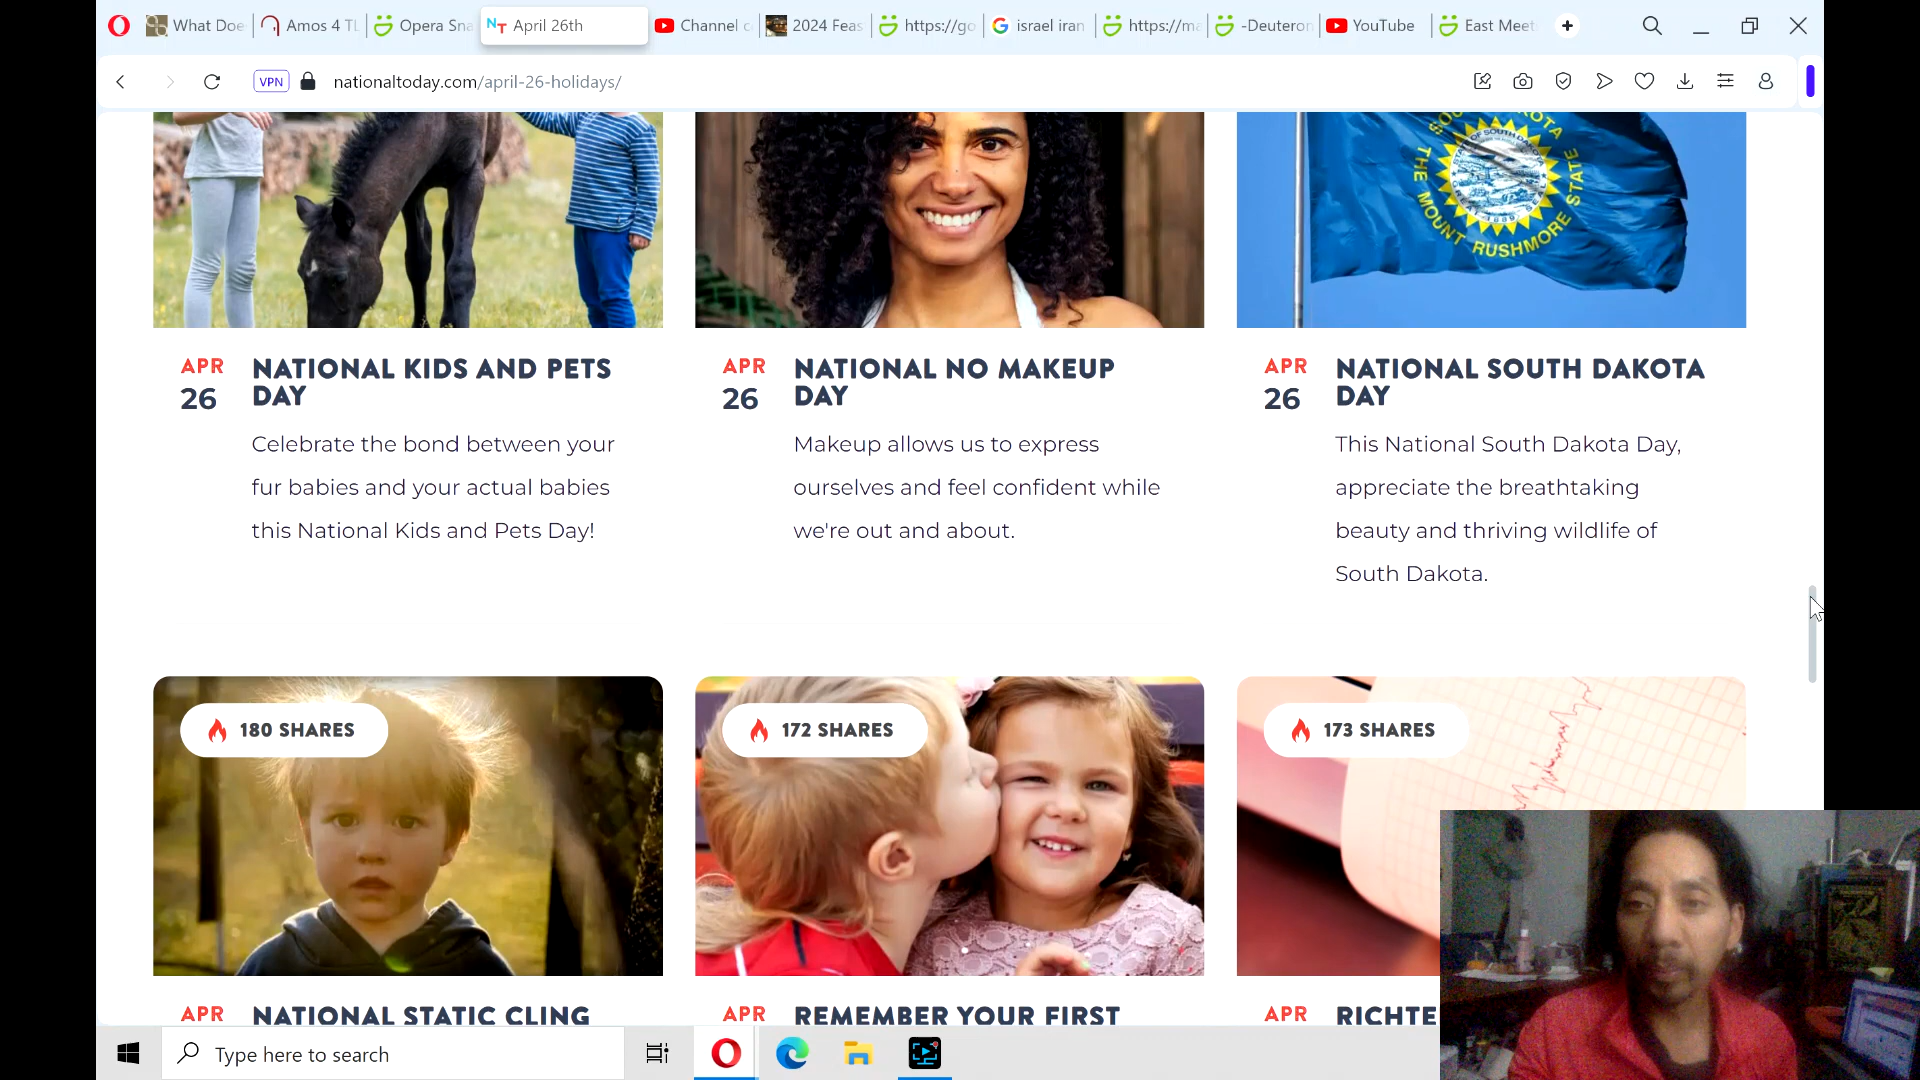 What Doe
Amos 4 TL
Opera Sna
April 26th
Channel c
2024 Feas
https://go
israel iran
https://ma
-Deuteron
YouTube
East Meet
VPN
nationaltoday.com/april-26-holidays/
SOUTH DAKOTA
THE MOUNT RUSHMORE STATE
APR
26
NATIONAL KIDS AND PETS
DAY
Celebrate the bond between your
fur babies and your actual babies
this National Kids and Pets Day!
APR
26
NATIONAL NO MAKEUP
DAY
Makeup allows us to express
ourselves and feel confident while
we're out and about.
APR
26
NATIONAL SOUTH DAKOTA
DAY
This National South Dakota Day,
appreciate the breathtaking
beauty and thriving wildlife of
South Dakota.
180 SHARES
172 SHARES
173 SHARES
APR
NATIONAL STATIC CLING
APR
REMEMBER YOUR FIRST
APR
RICHTE
Type here to search